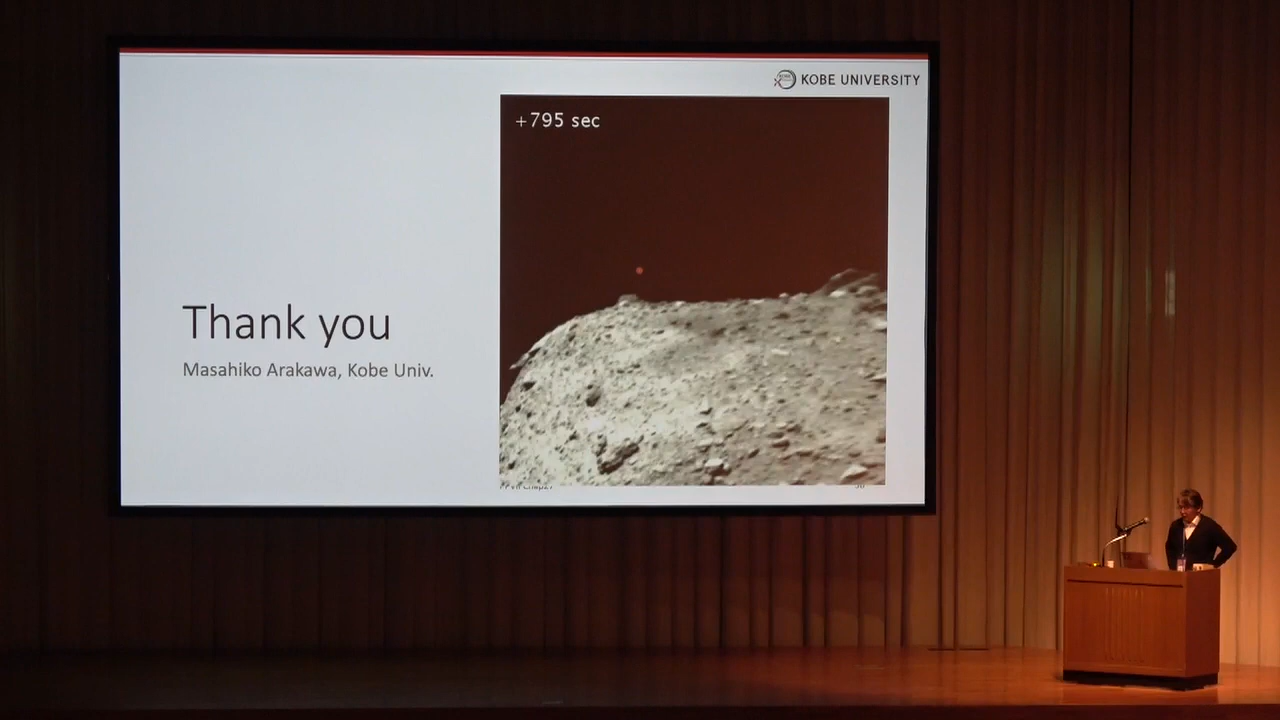 KOBE UNIVERSITY
+795 sec
Thank you
Masahiko Arakawa, Kobe Univ.